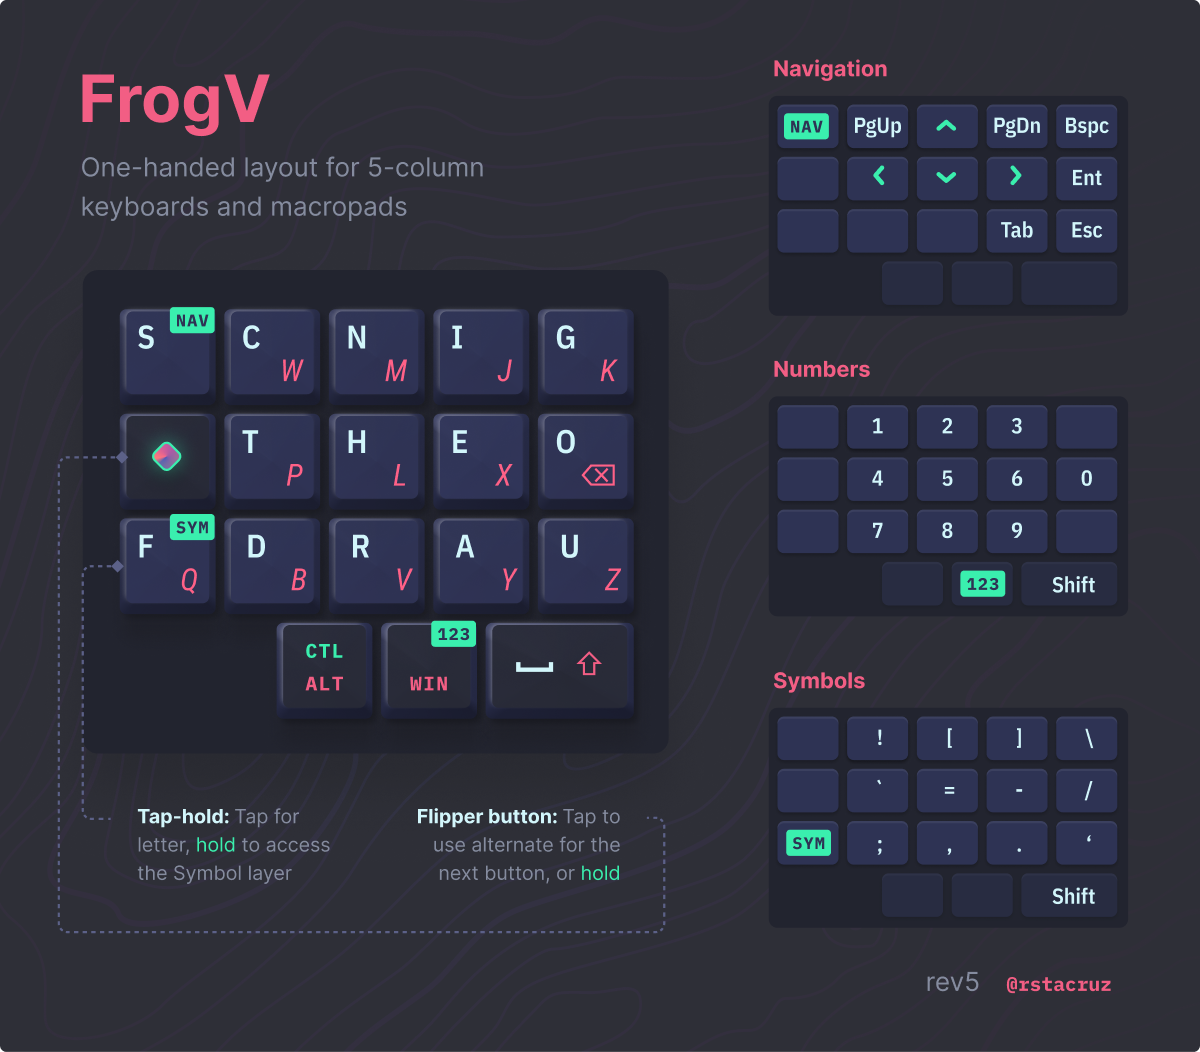 FrogV
One-handed layout for 5-column
keyboards and macropads
S NAV C W N M I J G K
T P H L E X O
F SYM Q D B R V A Y U Z
CTL ALT 123 WIN
Tap-hold: Tap for
letter, hold to access
the Symbol layer
Flipper button: Tap to
use alternate for the
next button, or hold
Navigation
NAV PgUp PgDn Bspc
Ent
Tab Esc
Numbers
1 2 3
4 5 6 0
7 8 9
123 Shift
Symbols
! [ ] \
` = - /
SYM ; , . ‘
Shift
rev5 @rstacruz